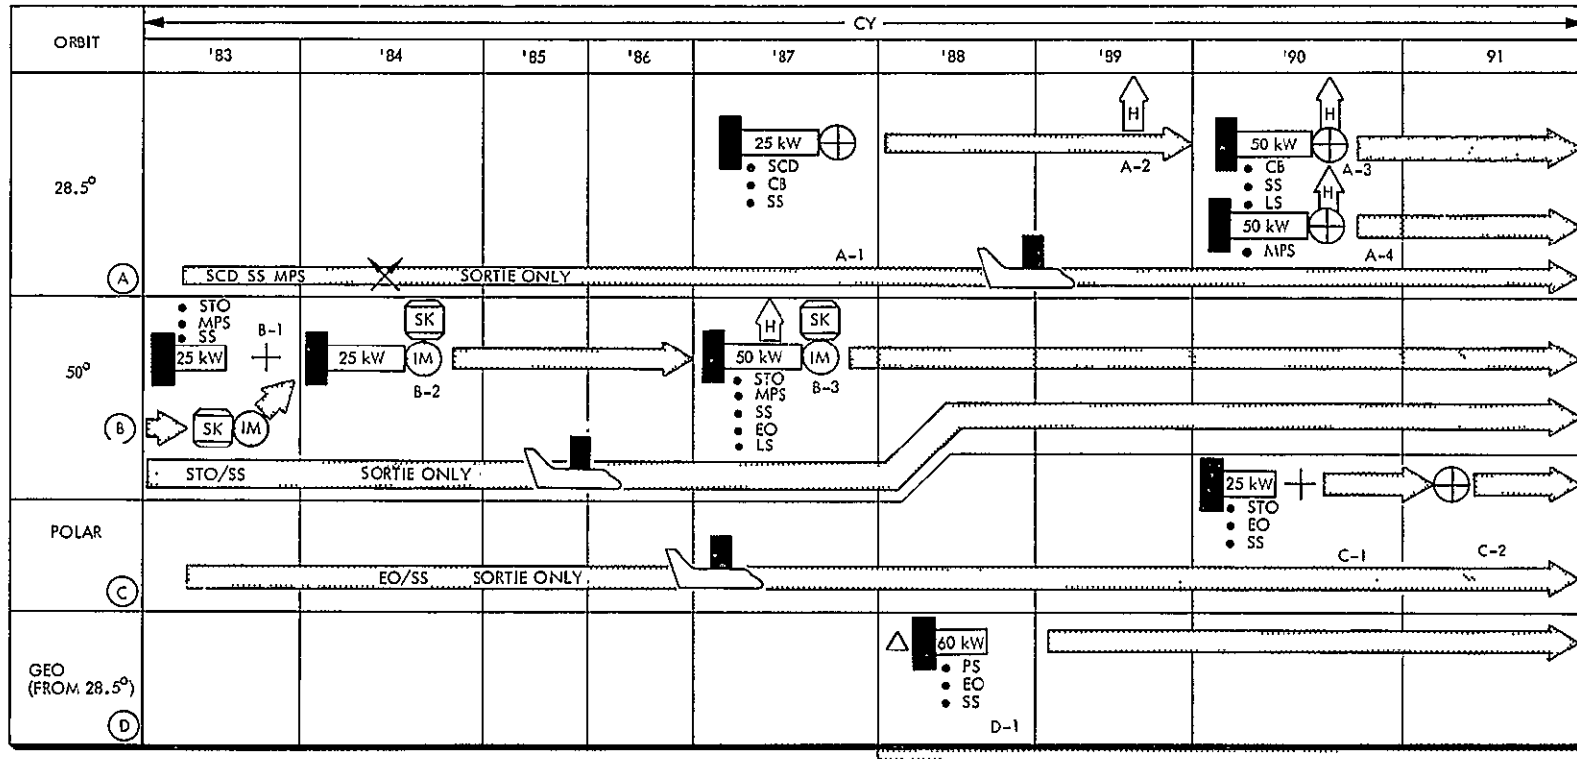 ORBIT
CY
'83 '84 '85 '86 '87 '88 '89 '90 91
28.5°
A
25 kW
• SCD
• CB
• SS
A-1
H
A-2
H
50 kW
A-3
• CB
• SS
• LS
H
50 kW
• MPS
A-4
SCD SS MPS SORTIE ONLY
50°
B
• STO
• MPS
• SS
B-1
25 kW
SK IM
SK
25 kW IM
B-2
H SK
50 kW IM
B-3
• STO
• MPS
• SS
• EO
• LS
STO/SS SORTIE ONLY
POLAR
C
25 kW
• STO
• EO
• SS
C-1 C-2
EO/SS SORTIE ONLY
GEO
(FROM 28.5°)
D
60 kW
• PS
• EO
• SS
D-1